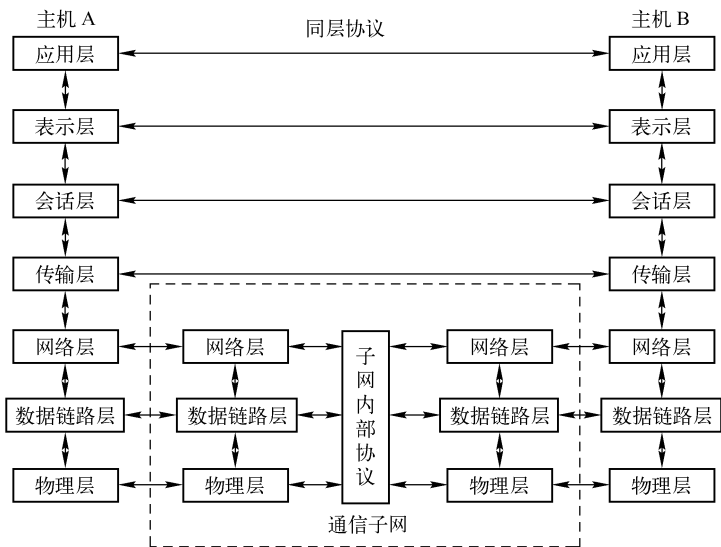 主机 A
同层协议
主机 B
应用层
应用层
表示层
表示层
会话层
会话层
传输层
传输层
网络层
网络层
子网内部协议
网络层
网络层
数据链路层
数据链路层
数据链路层
数据链路层
物理层
物理层
物理层
物理层
通信子网